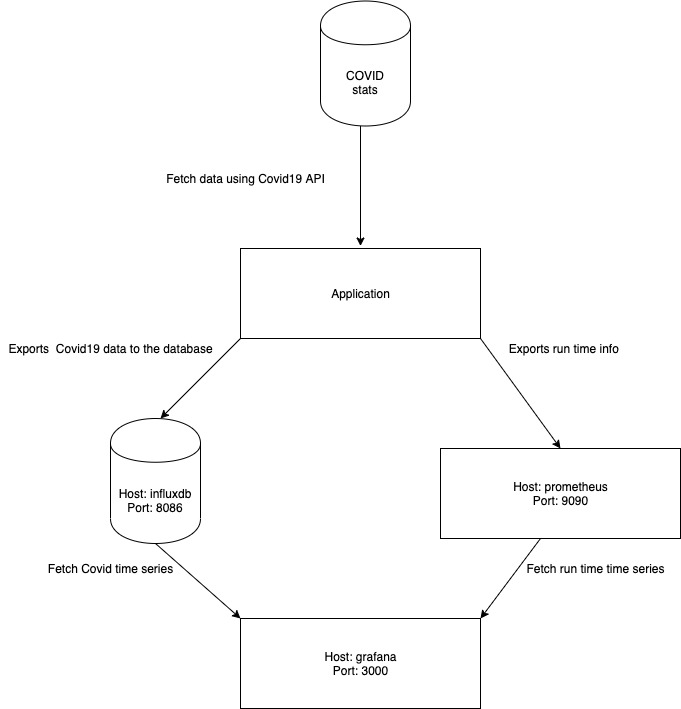 COVID
stats
Fetch data using Covid19 API
Application
Exports  Covid19 data to the database
Exports run time info
Host: influxdb
Port: 8086
Host: prometheus
Port: 9090
Fetch Covid time series
Fetch run time time series
Host: grafana
Port: 3000